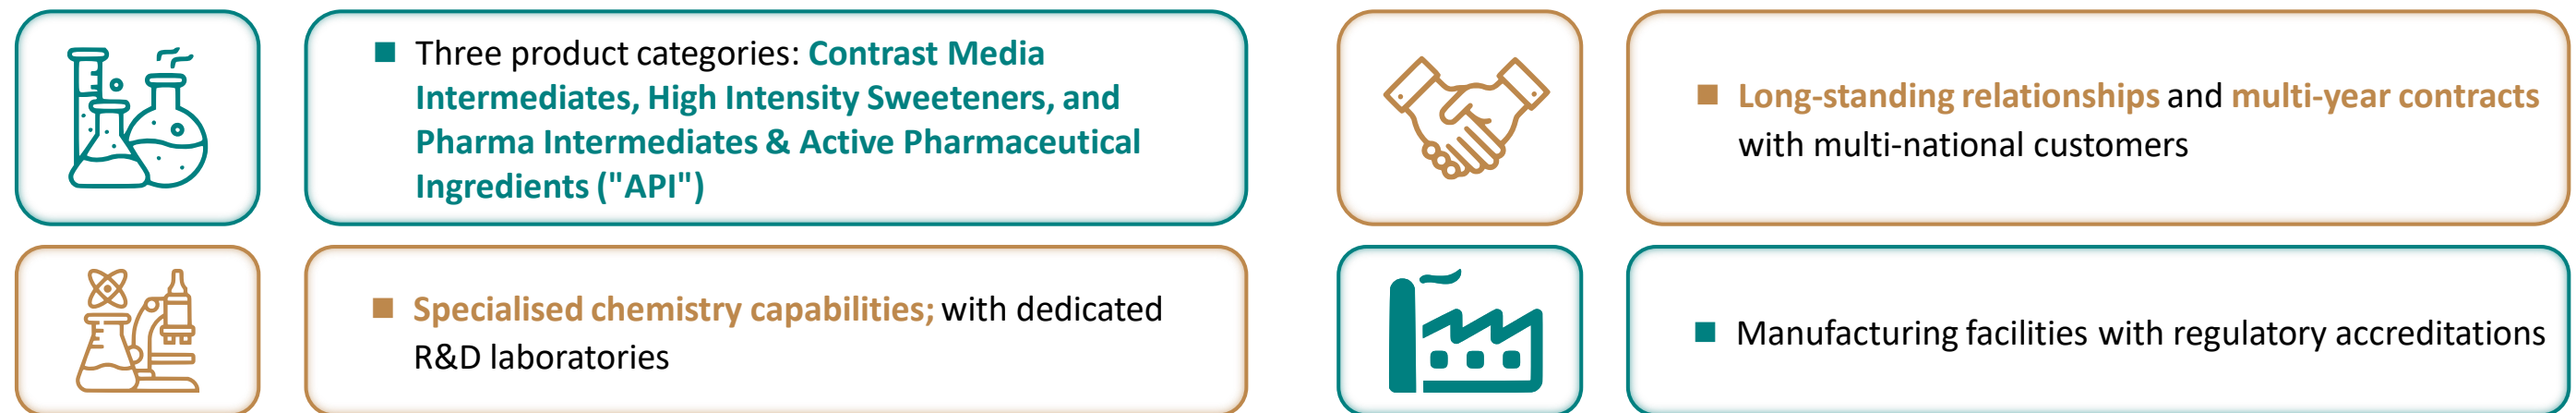 Three product categories: Contrast Media
Intermediates, High Intensity Sweeteners, and
Pharma Intermediates & Active Pharmaceutical
Ingredients ("API")
Long-standing relationships and multi-year contracts
with multi-national customers
Specialised chemistry capabilities; with dedicated
R&D laboratories
Manufacturing facilities with regulatory accreditations